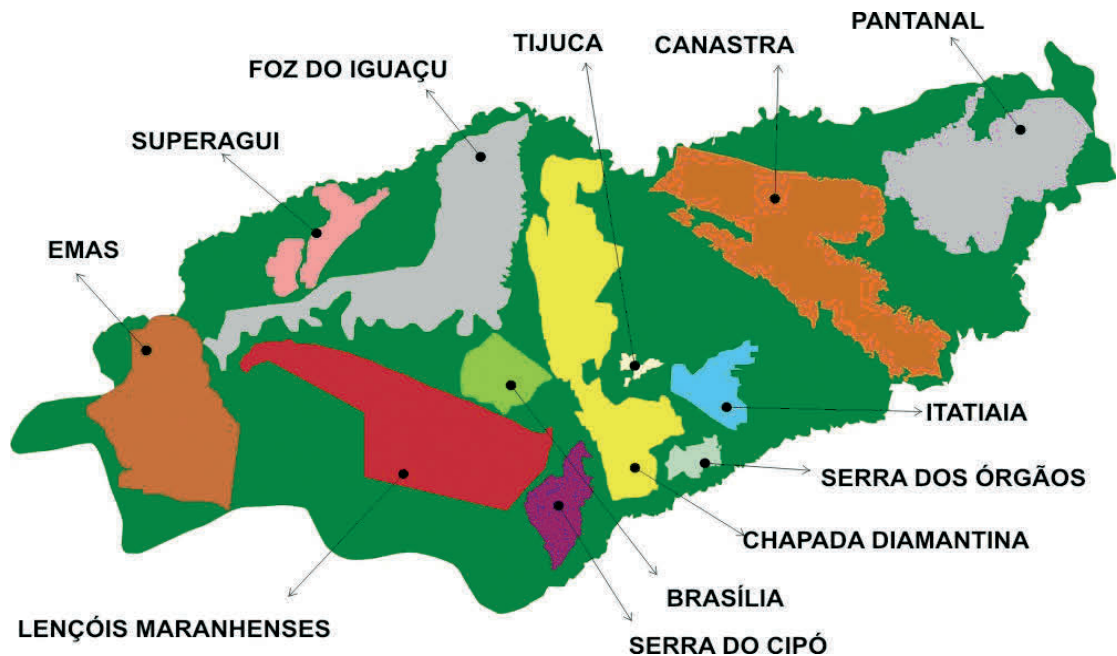 PANTANAL
TIJUCA
CANASTRA
FOZ DO IGUAÇU
SUPERAGUI
EMAS
ITATIAIA
SERRA DOS ÓRGÃOS
CHAPADA DIAMANTINA
BRASÍLIA
LENÇÓIS MARANHENSES
SERRA DO CIPÓ